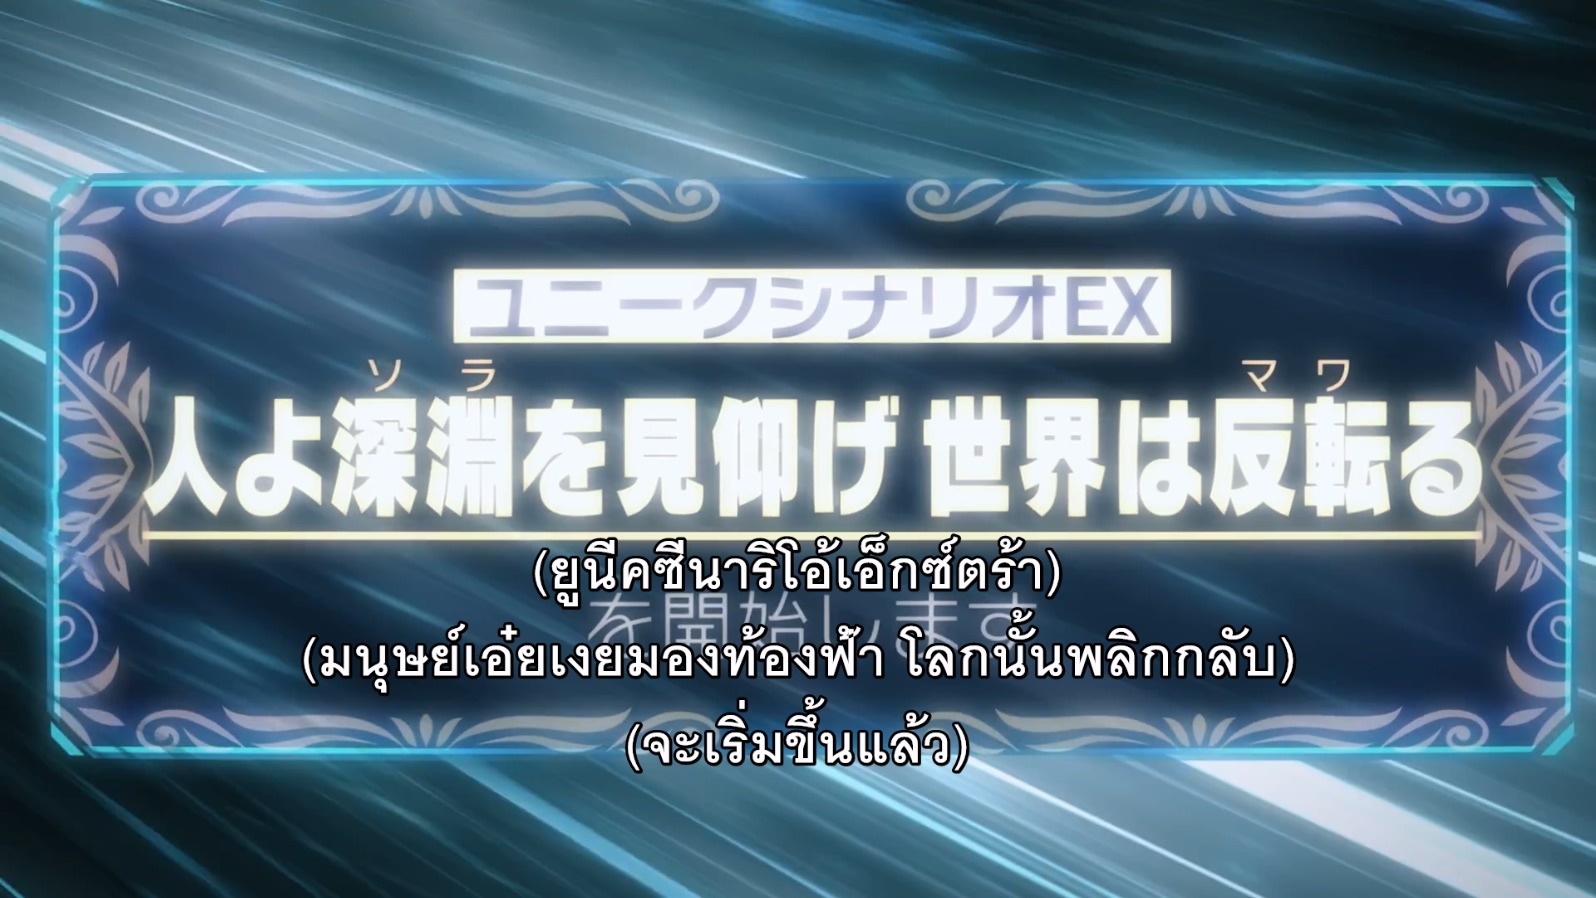 ユニークシナリオEX
ソラ マワ
人よ深淵を見仰げ 世界は反転る
(ยูนีคซีนาริโอ้เอ็กซ์ตร้า)
を開始します
(มนุษย์เอ๋ยเงยมองท้องฟ้า โลกนั้นพลิกกลับ)
(จะเริ่มขึ้นแล้ว)